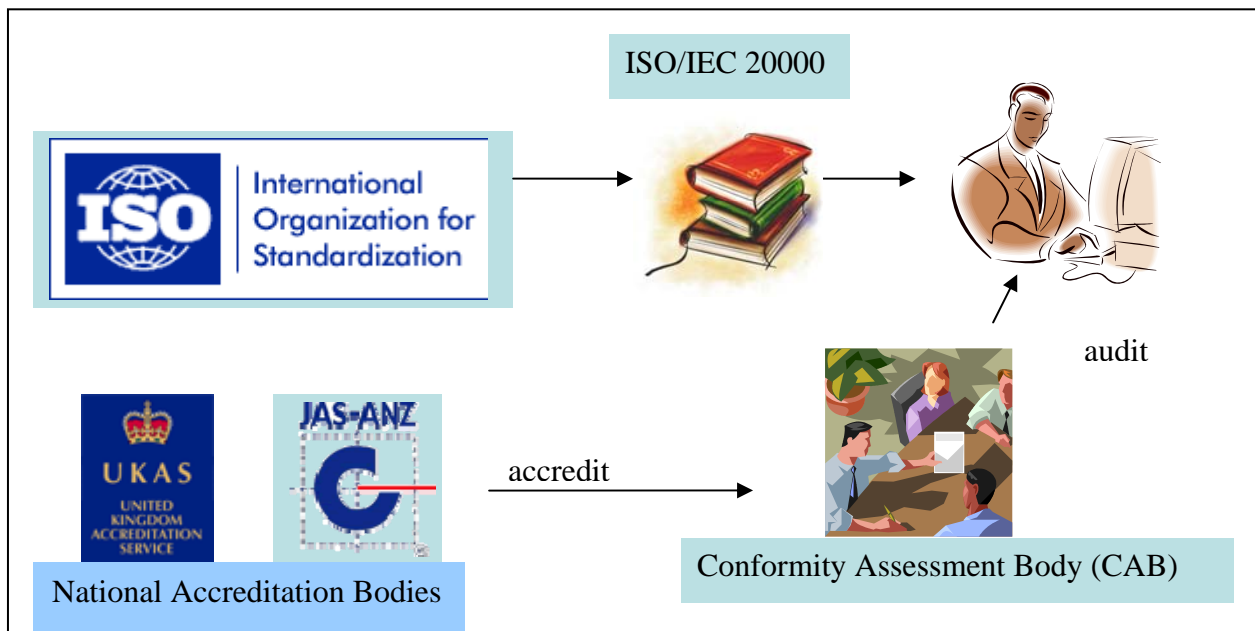 ISO/IEC 20000
ISO
International
Organization for
Standardization
audit
UKAS
UNITED
KINGDOM
ACCREDITATION
SERVICE
JAS-ANZ
accredit
National Accreditation Bodies
Conformity Assessment Body (CAB)